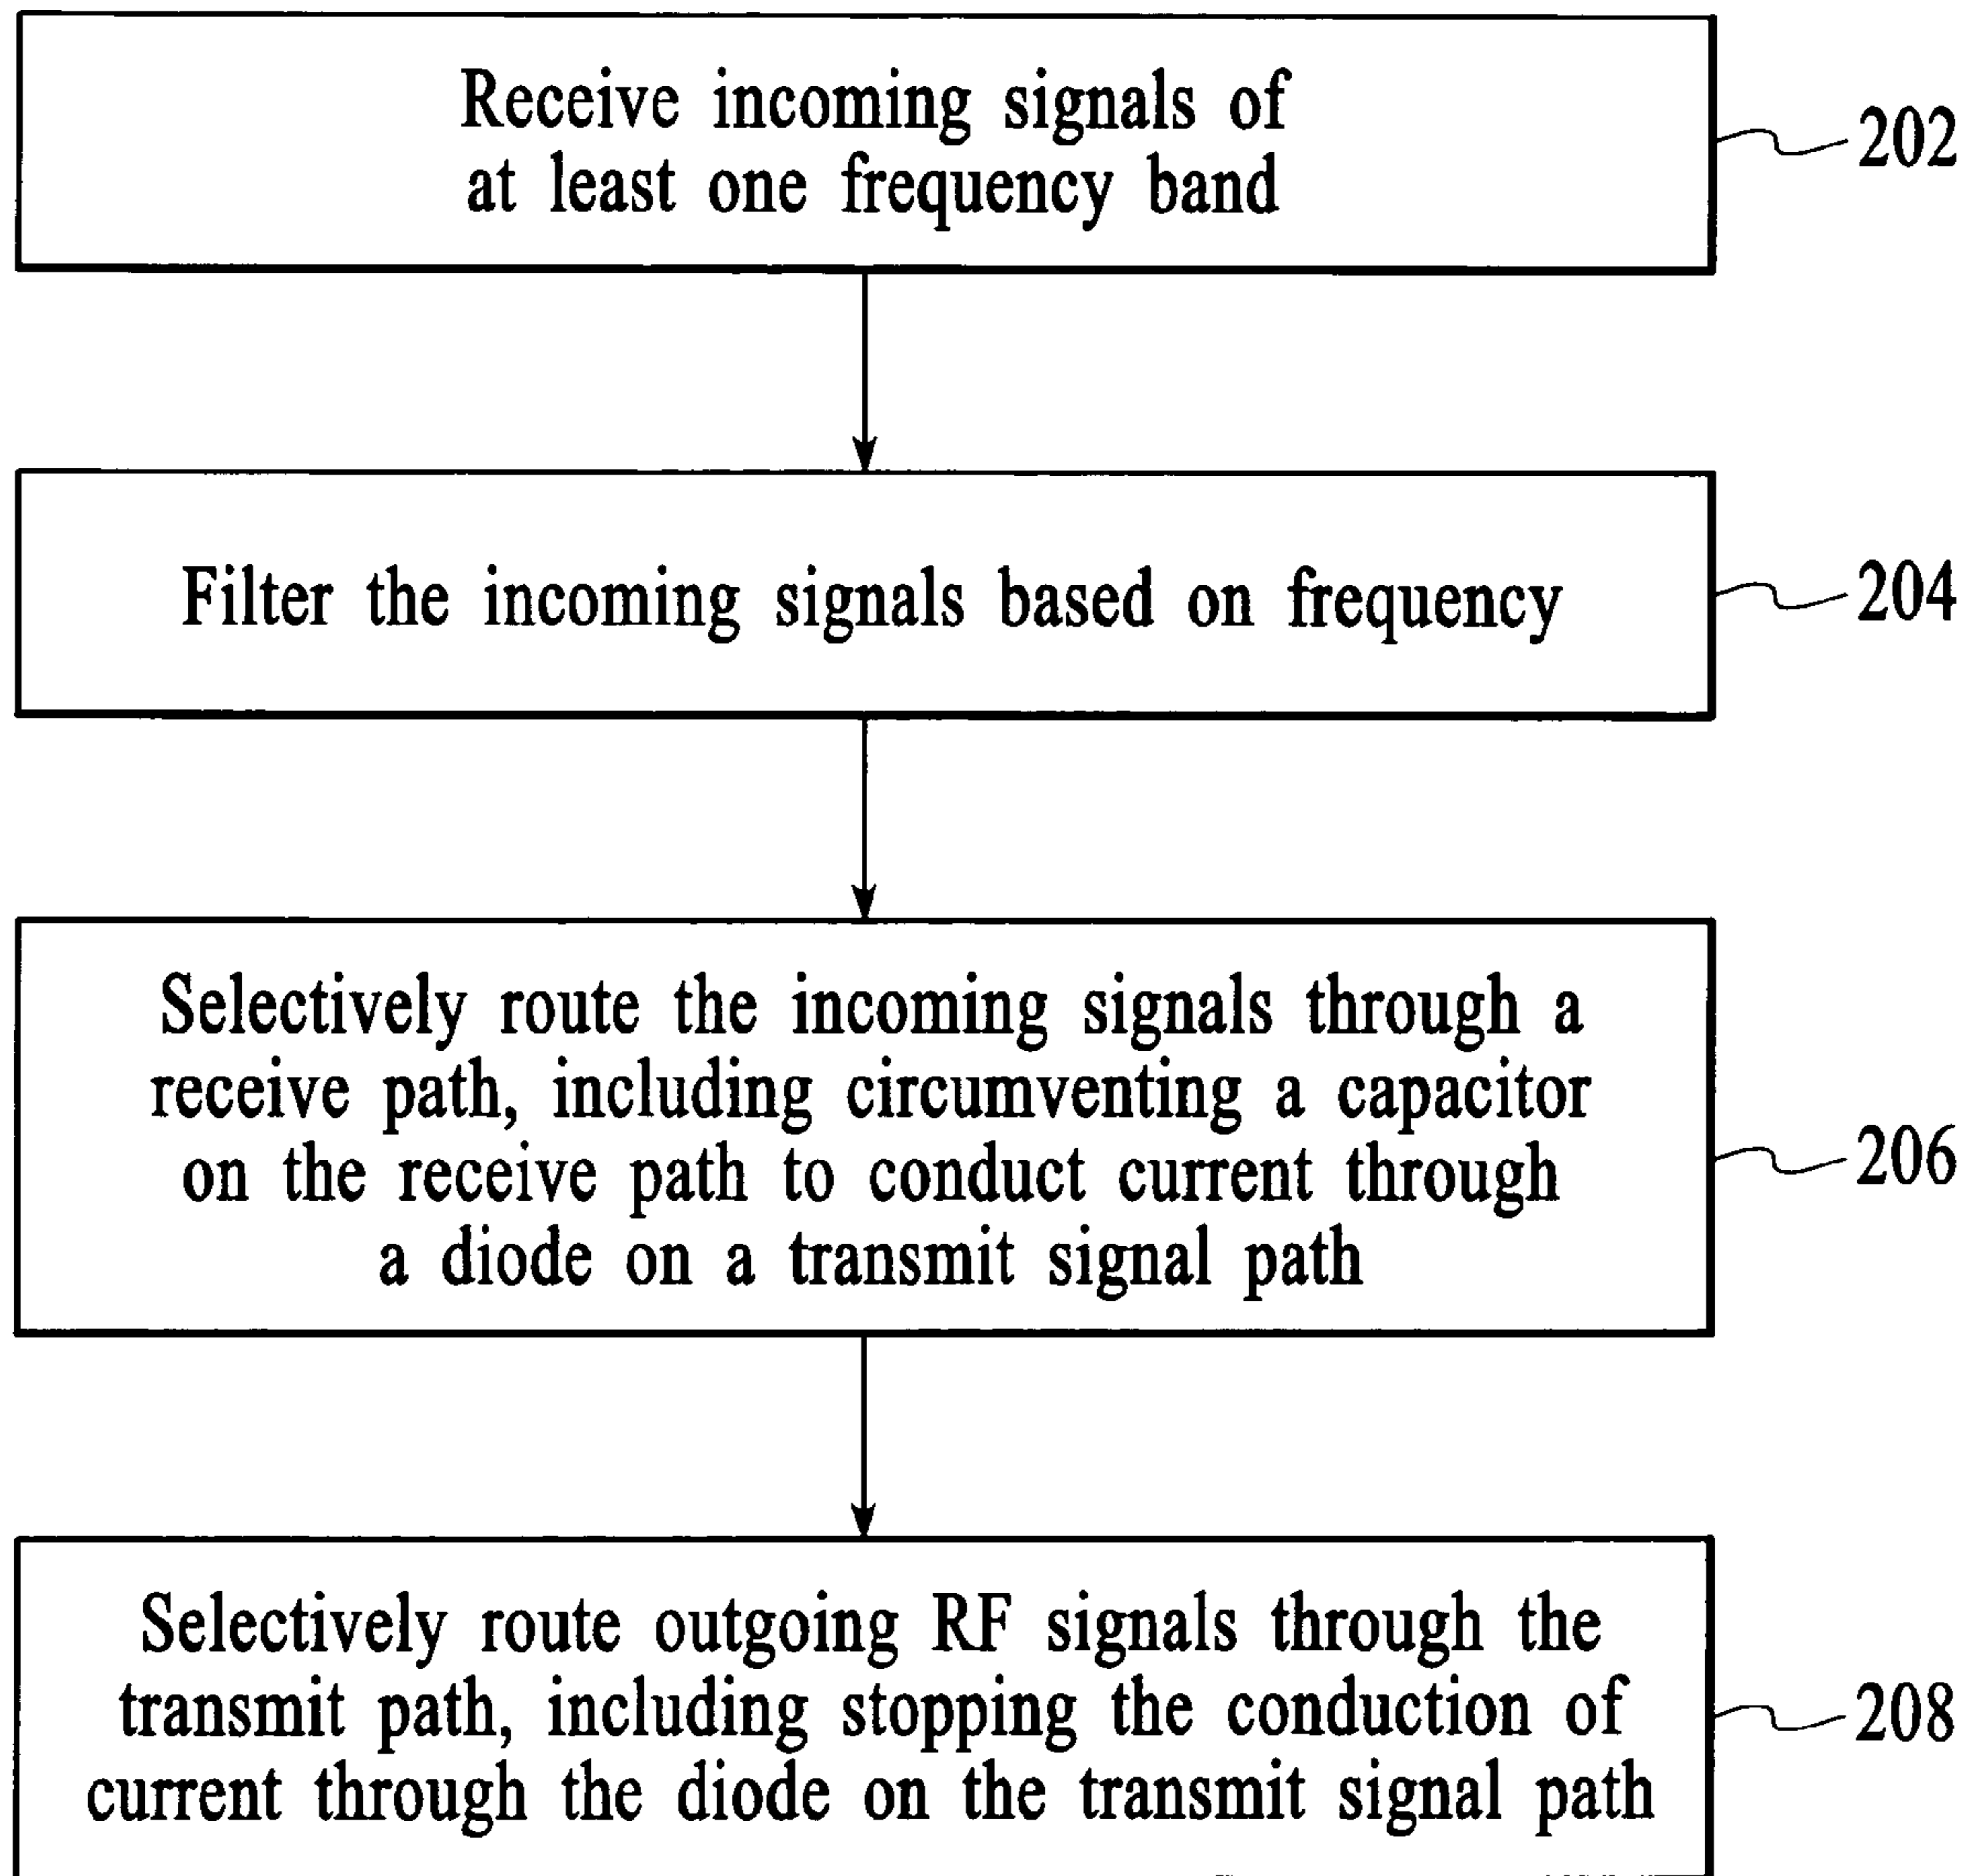 Receive incoming signals of
at least one frequency band
202
Filter the incoming signals based on frequency
204
Selectively route the incoming signals through a
receive path, including circumventing a capacitor
on the receive path to conduct current through
a diode on a transmit signal path
206
Selectively route outgoing RF signals through the
transmit path, including stopping the conduction of
current through the diode on the transmit signal path
208